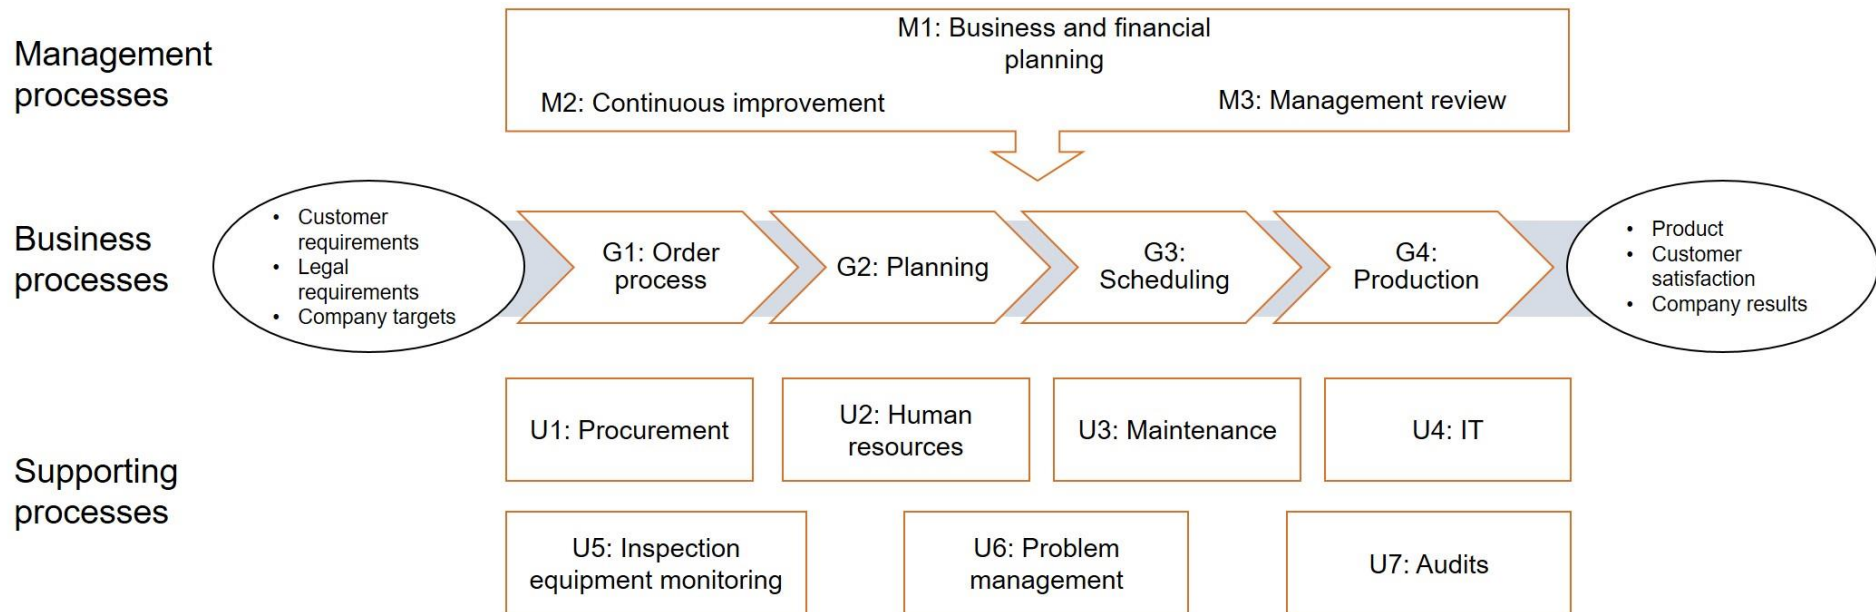 Management
processes
M1: Business and financial
planning
M2: Continuous improvement
M3: Management review
Business
processes
• Customer
requirements
• Legal
requirements
• Company targets
G1: Order
process
G2: Planning
G3:
Scheduling
G4:
Production
• Product
• Customer
satisfaction
• Company results
Supporting
processes
U1: Procurement
U2: Human
resources
U3: Maintenance
U4: IT
U5: Inspection
equipment monitoring
U6: Problem
management
U7: Audits